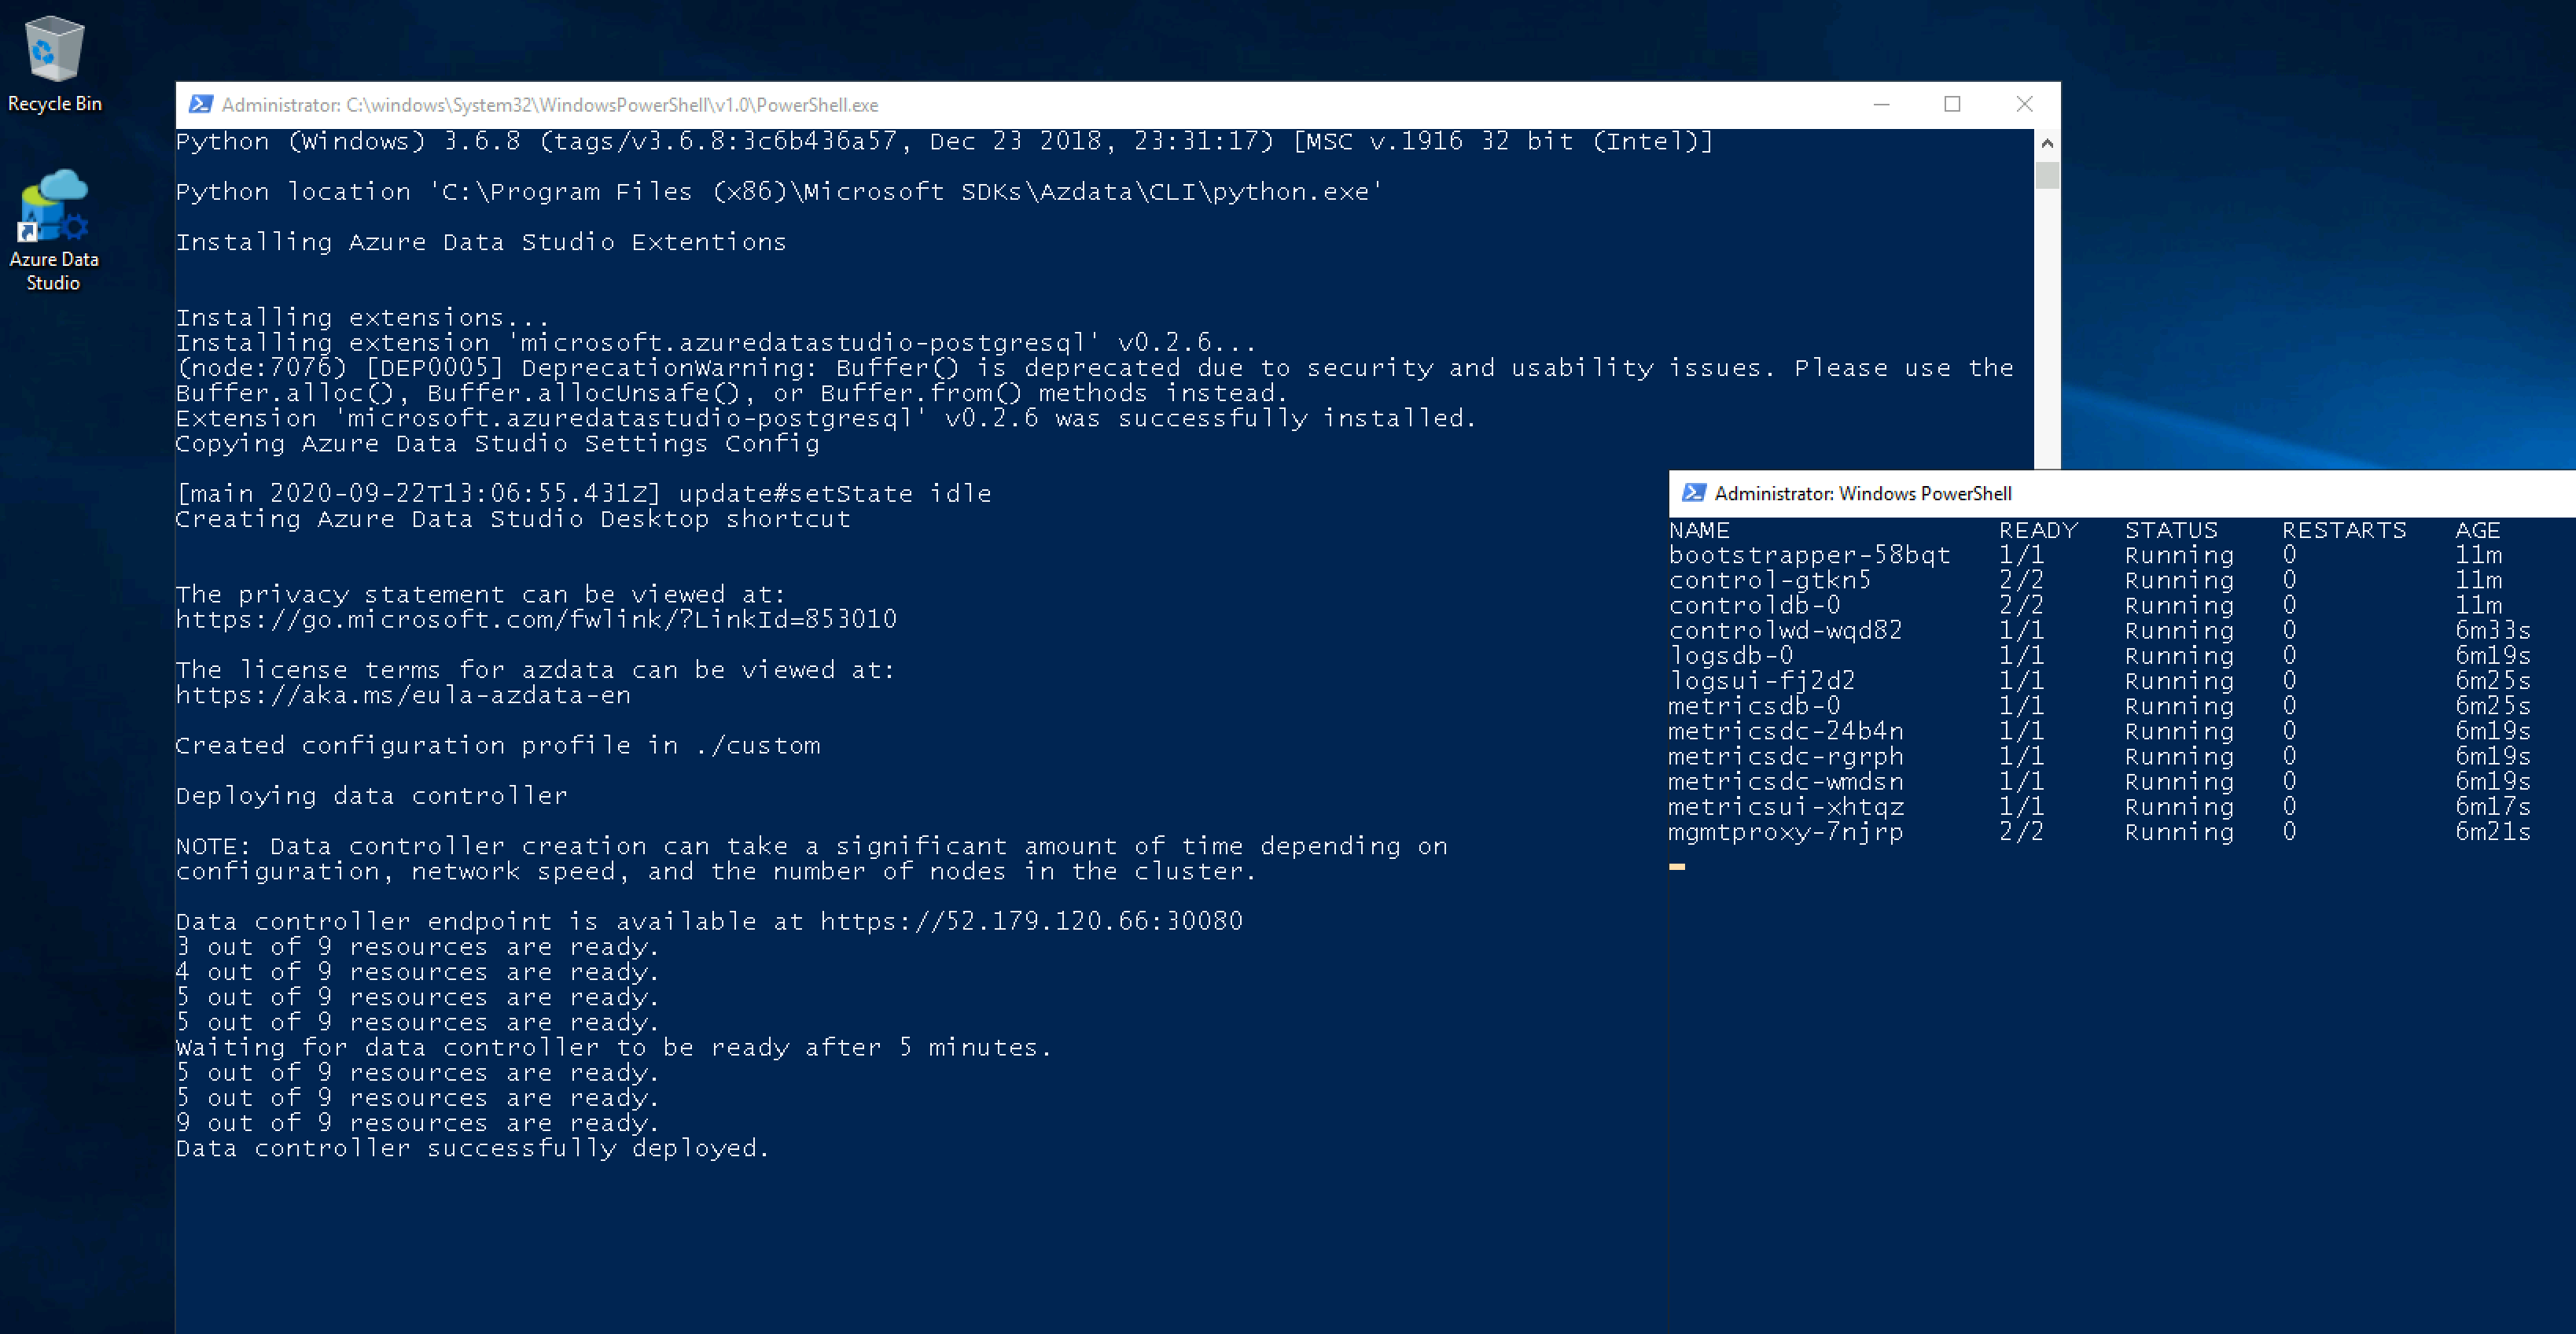 Recycle Bin
Azure Data
Studio
Administrator: C:\windows\System32\WindowsPowerShell\v1.0\PowerShell.exe
Python (Windows) 3.6.8 (tags/v3.6.8:3c6b436a57, Dec 23 2018, 23:31:17) [MSC v.1916 32 bit (Intel)]
Python location 'C:\Program Files (x86)\Microsoft SDKs\Azdata\CLI\python.exe'
Installing Azure Data Studio Extentions
Installing extensions...
Installing extension 'microsoft.azuredatastudio-postgresql' v0.2.6...
(node:7076) [DEP0005] DeprecationWarning: Buffer() is deprecated due to security and usability issues. Please use the
Buffer.alloc(), Buffer.allocUnsafe(), or Buffer.from() methods instead.
Extension 'microsoft.azuredatastudio-postgresql' v0.2.6 was successfully installed.
Copying Azure Data Studio Settings Config
[main 2020-09-22T13:06:55.431Z] update#setState idle
Creating Azure Data Studio Desktop shortcut
The privacy statement can be viewed at:
https://go.microsoft.com/fwlink/?LinkId=853010
The license terms for azdata can be viewed at:
https://aka.ms/eula-azdata-en
Created configuration profile in ./custom
Deploying data controller
NOTE: Data controller creation can take a significant amount of time depending on
configuration, network speed, and the number of nodes in the cluster.
Data controller endpoint is available at https://52.179.120.66:30080
3 out of 9 resources are ready.
4 out of 9 resources are ready.
5 out of 9 resources are ready.
5 out of 9 resources are ready.
Waiting for data controller to be ready after 5 minutes.
5 out of 9 resources are ready.
5 out of 9 resources are ready.
9 out of 9 resources are ready.
Data controller successfully deployed.
Administrator: Windows PowerShell
NAME READY STATUS RESTARTS AGE
bootstrapper-58bqt 1/1 Running 0 11m
control-gtkn5 2/2 Running 0 11m
controldb-0 2/2 Running 0 11m
controlwd-wqd82 1/1 Running 0 6m33s
logsdb-0 1/1 Running 0 6m19s
logsui-fj2d2 1/1 Running 0 6m25s
metricsdb-0 1/1 Running 0 6m25s
metricsdc-24b4n 1/1 Running 0 6m19s
metricsdc-rgrph 1/1 Running 0 6m19s
metricsdc-wmdsn 1/1 Running 0 6m19s
metricsui-xhtqz 1/1 Running 0 6m17s
mgmtproxy-7njrp 2/2 Running 0 6m21s